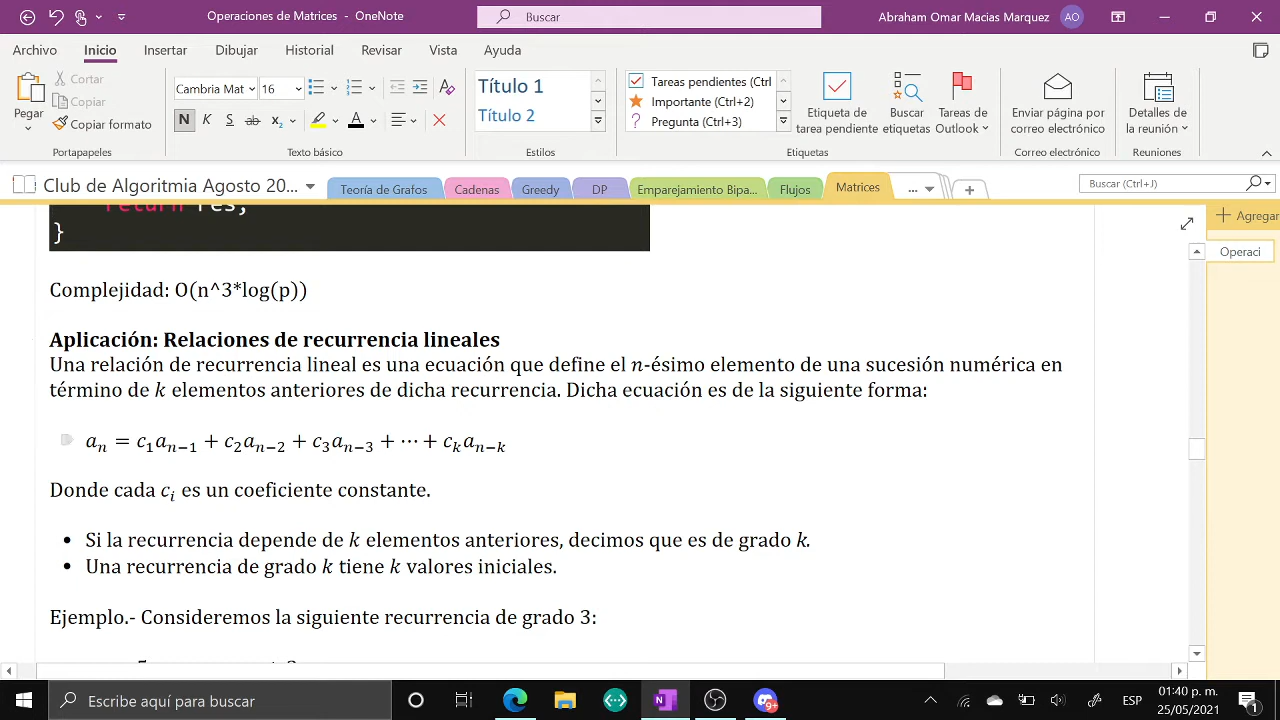 Operaciones de Matrices - OneNote
Buscar
Abraham Omar Macias Marquez
AO
Archivo Inicio Insertar Dibujar Historial Revisar Vista Ayuda
Pegar
Cortar
Copiar
Copiar formato
Portapapeles
Cambria Mat 16
N K S ab x₂ A
Texto básico
Título 1
Título 2
Estilos
Tareas pendientes (Ctrl
Importante (Ctrl+2)
Pregunta (Ctrl+3)
Etiqueta de
tarea pendiente
Buscar
etiquetas
Tareas de
Outlook
Etiquetas
Enviar página por
correo electrónico
Correo electrónico
Detalles de
la reunión
Reuniones
Club de Algoritmia Agosto 20...
Teoría de Grafos Cadenas Greedy DP Emparejamiento Bipa... Flujos Matrices ...
Buscar (Ctrl+J)
Agregar
Operaci
return res;
}
Complejidad: O(n^3*log(p))
Aplicación: Relaciones de recurrencia lineales
Una relación de recurrencia lineal es una ecuación que define el n-ésimo elemento de una sucesión numérica en
término de k elementos anteriores de dicha recurrencia. Dicha ecuación es de la siguiente forma:
aₙ = c₁aₙ₋₁ + c₂aₙ₋₂ + c₃aₙ₋₃ + ⋯ + cₖaₙ₋ₖ
Donde cada cᵢ es un coeficiente constante.
• Si la recurrencia depende de k elementos anteriores, decimos que es de grado k.
• Una recurrencia de grado k tiene k valores iniciales.
Ejemplo.- Consideremos la siguiente recurrencia de grado 3:
Escribe aquí para buscar
9+
ESP
01:40 p. m.
25/05/2021
1